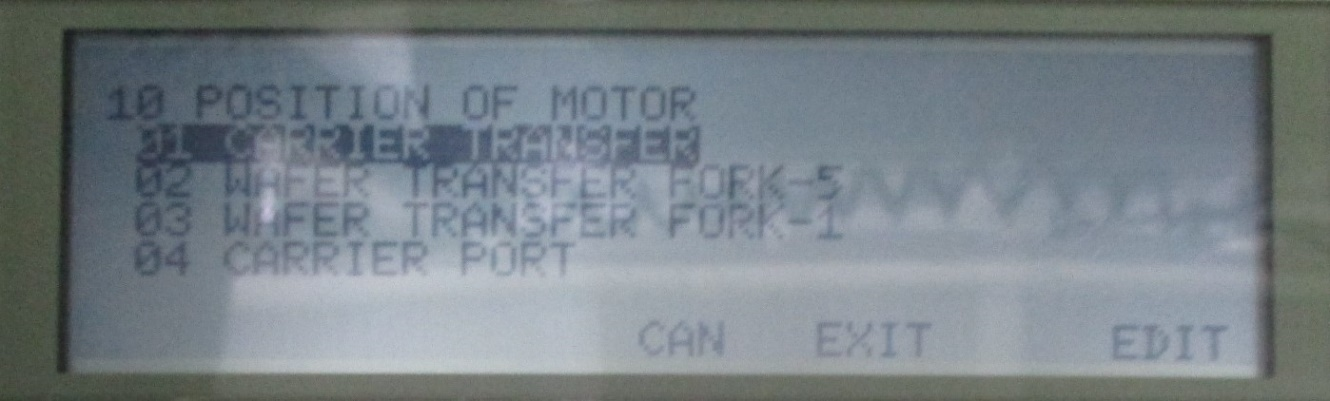 10 POSITION OF MOTOR
01 CARRIER TRANSFER
02 WAFER TRANSFER FORK-5
03 WAFER TRANSFER FORK-1
04 CARRIER PORT
CAN EXIT EDIT